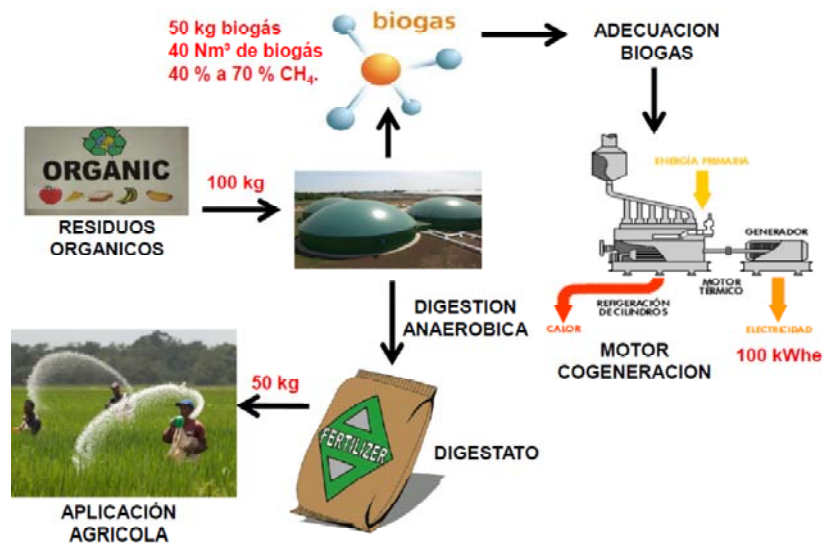 50 kg biogás
40 Nm³ de biogás
40 % a 70 % CH₄.
biogas
ADECUACION
BIOGAS
ORGANIC
RESIDUOS
ORGANICOS
100 kg
ENERGÍA PRIMARIA
GENERADOR
MOTOR
TÉRMICO
REFIGERACIÓN
DE CILINDROS
CALOR
ELECTRICIDAD
100 kWhe
MOTOR
COGENERACION
DIGESTION
ANAEROBICA
50 kg
FERTILIZER
DIGESTATO
APLICACIÓN
AGRICOLA